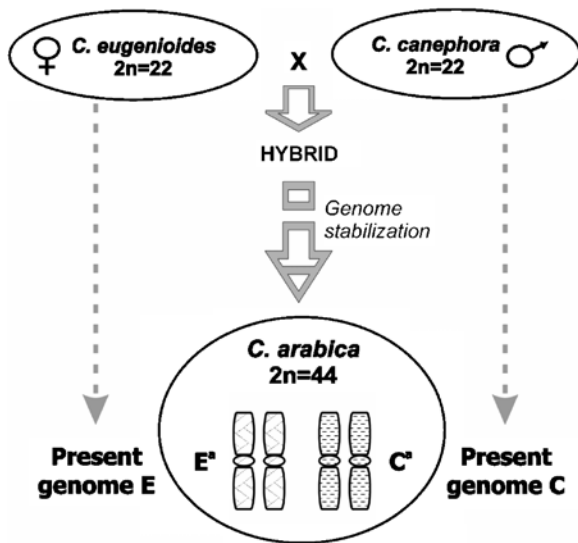 C. eugenioides
2n=22
X
C. canephora
2n=22
HYBRID
Genome
stabilization
C. arabica
2n=44
Eª
Cª
Present
genome E
Present
genome C